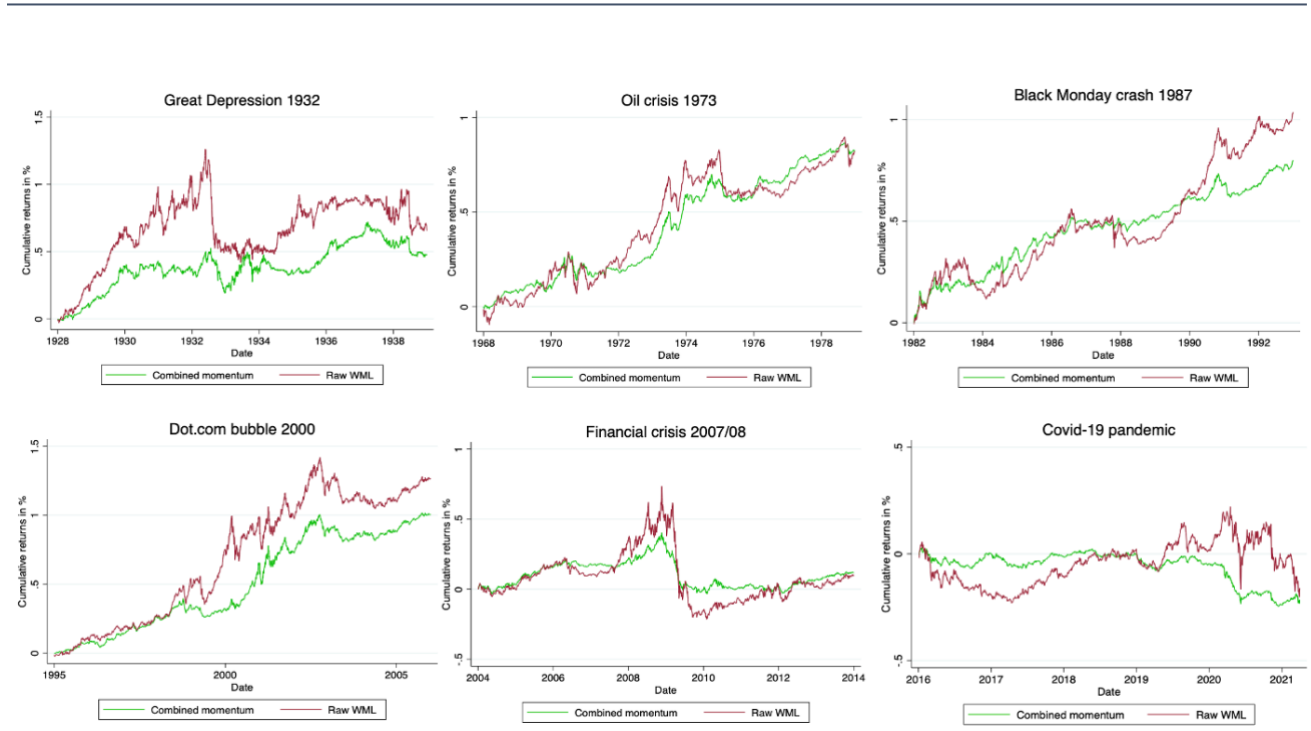 Great Depression 1932
Cumulative returns in %
0 .5 1 1.5
1928 1930 1932 1934 1936 1938
Date
Combined momentum Raw WML
Oil crisis 1973
Cumulative returns in %
0 .5 1
1968 1970 1972 1974 1976 1978
Date
Combined momentum Raw WML
Black Monday crash 1987
Cumulative returns in %
0 .5 1
1982 1984 1986 1988 1990 1992
Date
Combined momentum Raw WML
Dot.com bubble 2000
Cumulative returns in %
0 .5 1 1.5
1995 2000 2005
Date
Combined momentum Raw WML
Financial crisis 2007/08
Cumulative returns in %
-.5 0 .5 1
2004 2006 2008 2010 2012 2014
Date
Combined momentum Raw WML
Covid-19 pandemic
Cumulative returns in %
-.5 0 .5
2016 2017 2018 2019 2020 2021
Date
Combined momentum Raw WML